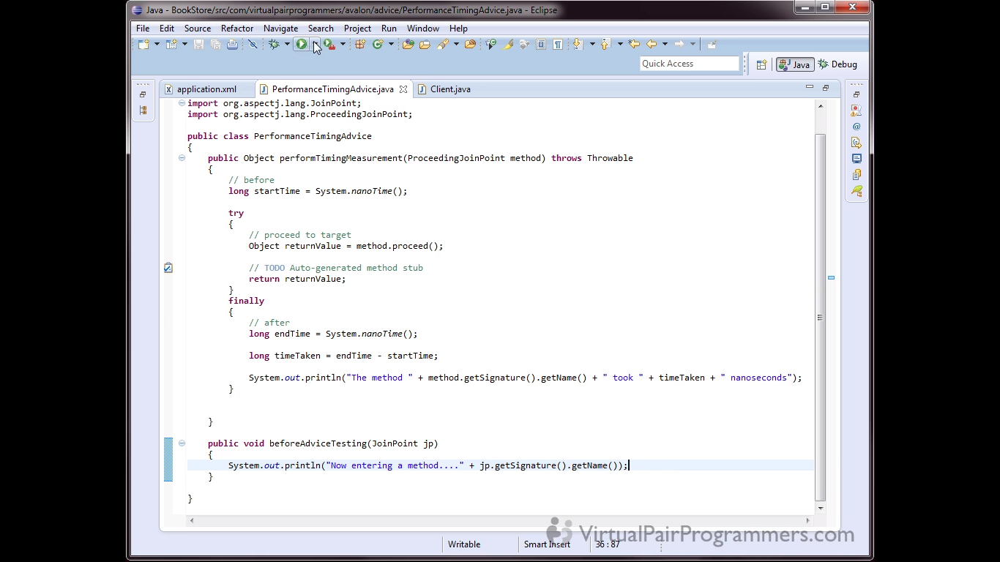 Java - BookStore/src/com/virtualpairprogrammers/avalon/advice/PerformanceTimingAdvice.java - Eclipse
File Edit Source Refactor Navigate Search Project Run Window Help
Quick Access Java Debug
application.xml PerformanceTimingAdvice.java Client.java
import org.aspectj.lang.JoinPoint;
import org.aspectj.lang.ProceedingJoinPoint;
public class PerformanceTimingAdvice
{
public Object performTimingMeasurement(ProceedingJoinPoint method) throws Throwable
{
// before
long startTime = System.nanoTime();
try
{
// proceed to target
Object returnValue = method.proceed();
// TODO Auto-generated method stub
return returnValue;
}
finally
{
// after
long endTime = System.nanoTime();
long timeTaken = endTime - startTime;
System.out.println("The method " + method.getSignature().getName() + " took " + timeTaken + " nanoseconds");
}
}
public void beforeAdviceTesting(JoinPoint jp)
{
System.out.println("Now entering a method...." + jp.getSignature().getName());
}
}
VirtualPairProgrammers.com
Writable Smart Insert 36 : 87